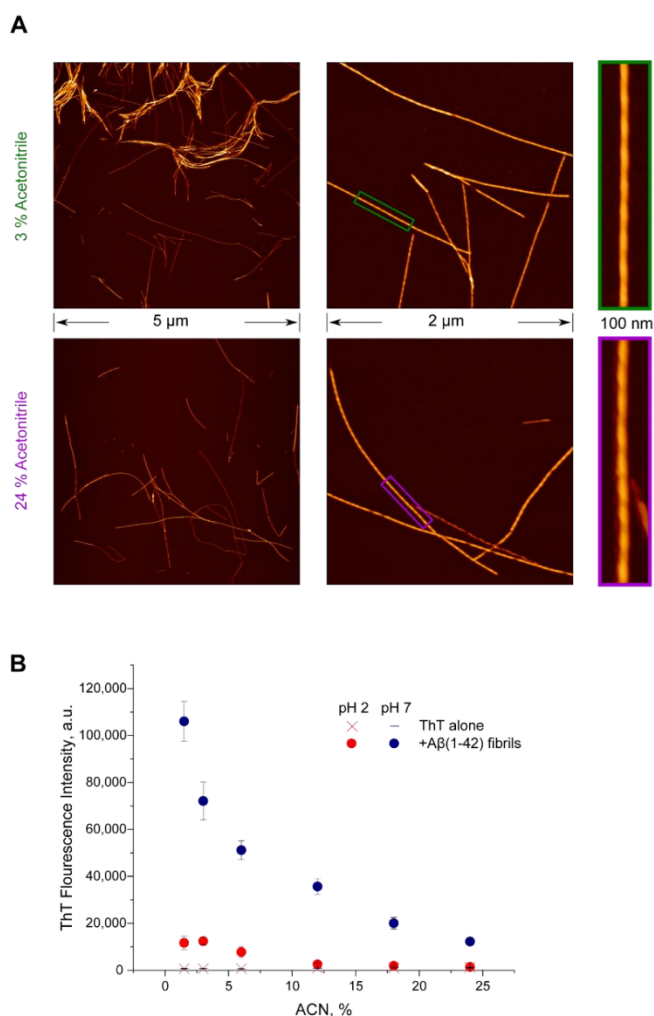 A
3 % Acetonitrile
5 µm
2 µm
100 nm
24 % Acetonitrile
B
ThT Flourescence Intensity, a.u.
120,000
100,000
80,000
60,000
40,000
20,000
0
pH 2 pH 7
ThT alone
+Aβ(1-42) fibrils
0 5 10 15 20 25
ACN, %